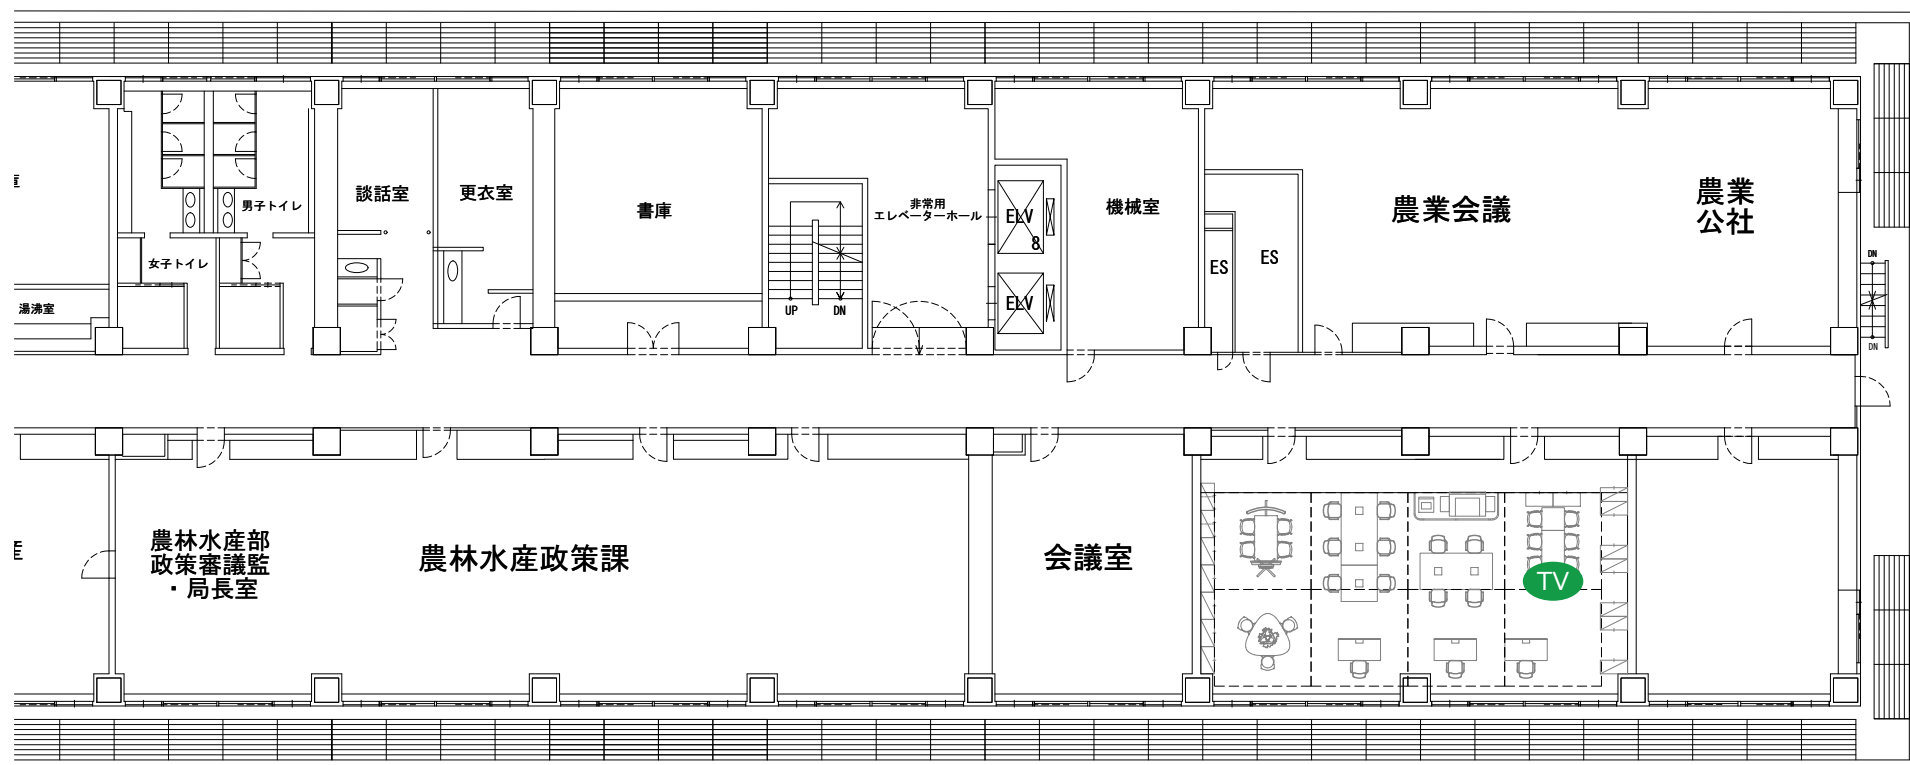 談話室
更衣室
書庫
非常用
エレベーターホール
ELV
8
ELV
機械室
ES
ES
農業会議
農業
公社
男子トイレ
女子トイレ
湯沸室
UP
DN
DN
DN
農林水産部
政策審議監
・局長室
農林水産政策課
会議室
TV